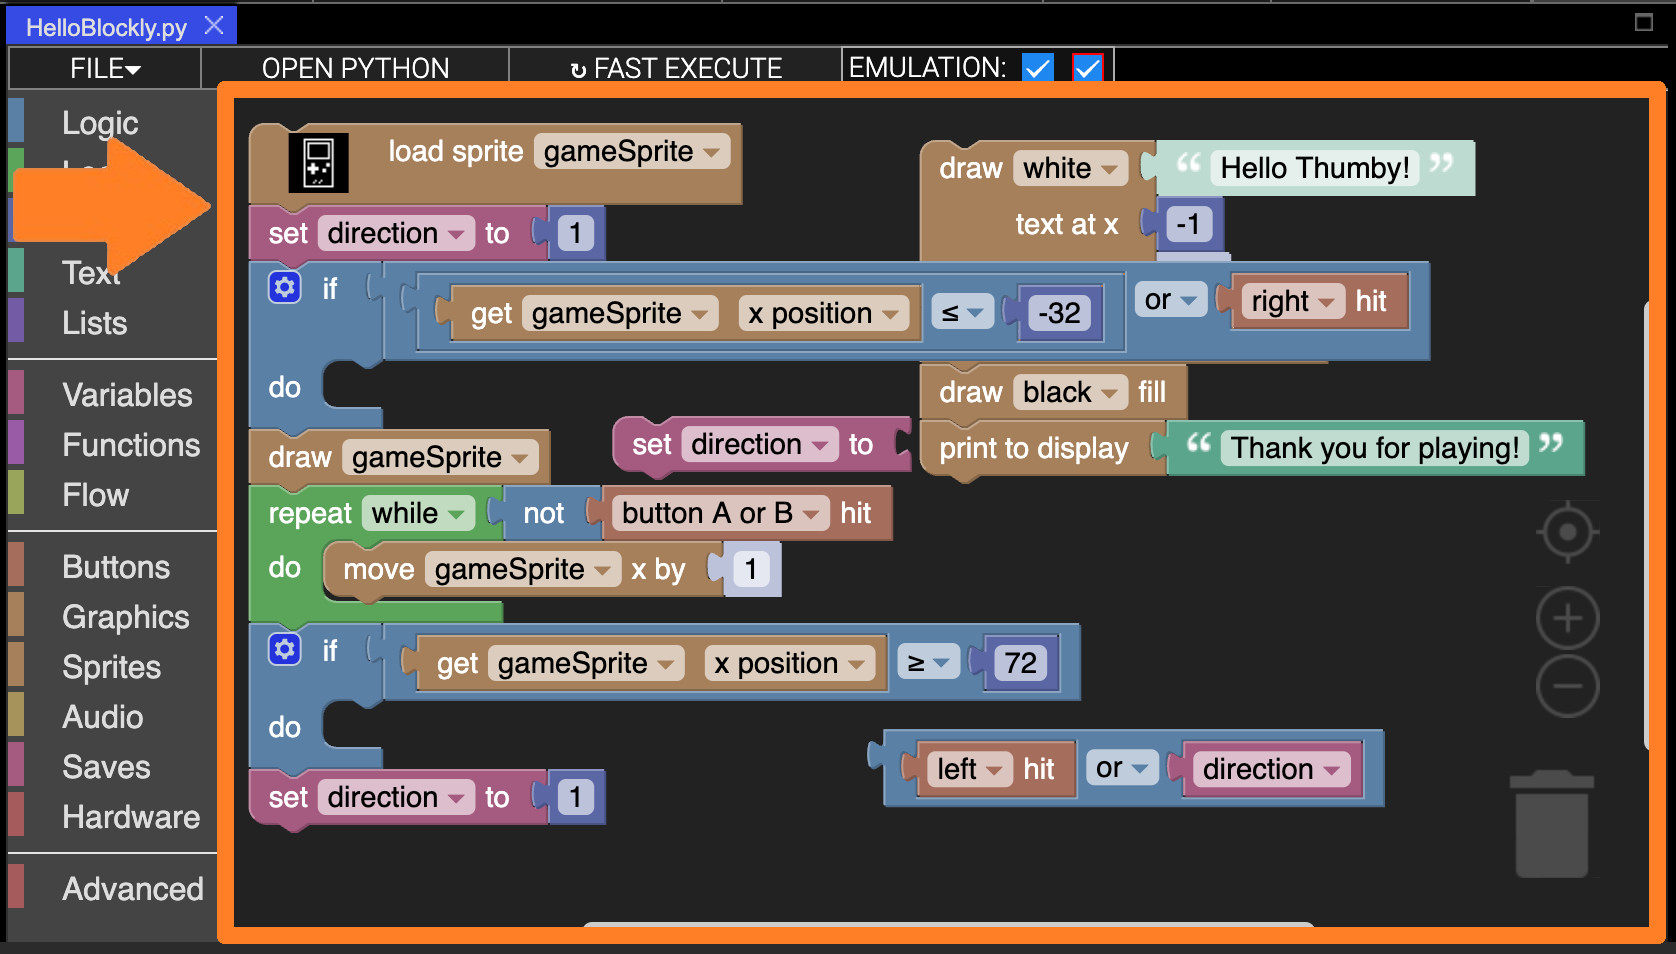 HelloBlockly.py
FILE OPEN PYTHON FAST EXECUTE EMULATION:
Logic
Text
Lists
Variables
Functions
Flow
Buttons
Graphics
Sprites
Audio
Saves
Hardware
Advanced
load sprite gameSprite
set direction to 1
if get gameSprite x position ≤ -32 or right hit
do
draw gameSprite
repeat while not button A or B hit
do move gameSprite x by 1
if get gameSprite x position ≥ 72
do
set direction to 1
draw white “ Hello Thumby! ”
text at x -1
draw black fill
print to display “ Thank you for playing! ”
set direction to
left hit or direction